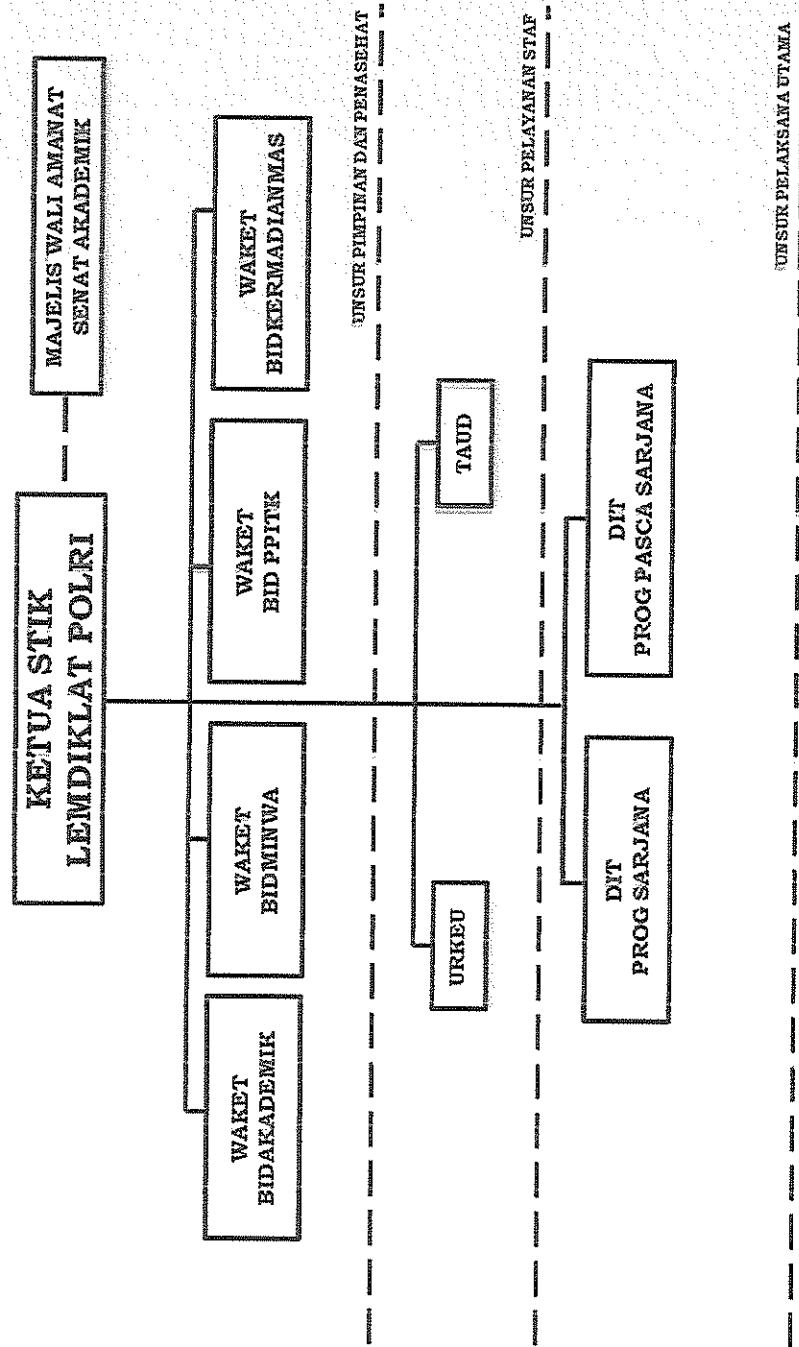 KETUA STIK
LEMDIKLAT POLRI
MAJELIS WALI AMANAT
SENAT AKADEMIK
WAKET
BIDAKADEMIK
WAKET
BIDMINWA
WAKET
BID PPITK
WAKET
BIDKERMADIANMAS
UNSUR PIMPINAN DAN PENASEHAT
URKEU
TAUD
UNSUR PELAYANAN STAF
DIT
PROG SARJANA
DIT
PROG PASCA SARJANA
UNSUR PELAKSANA UTAMA